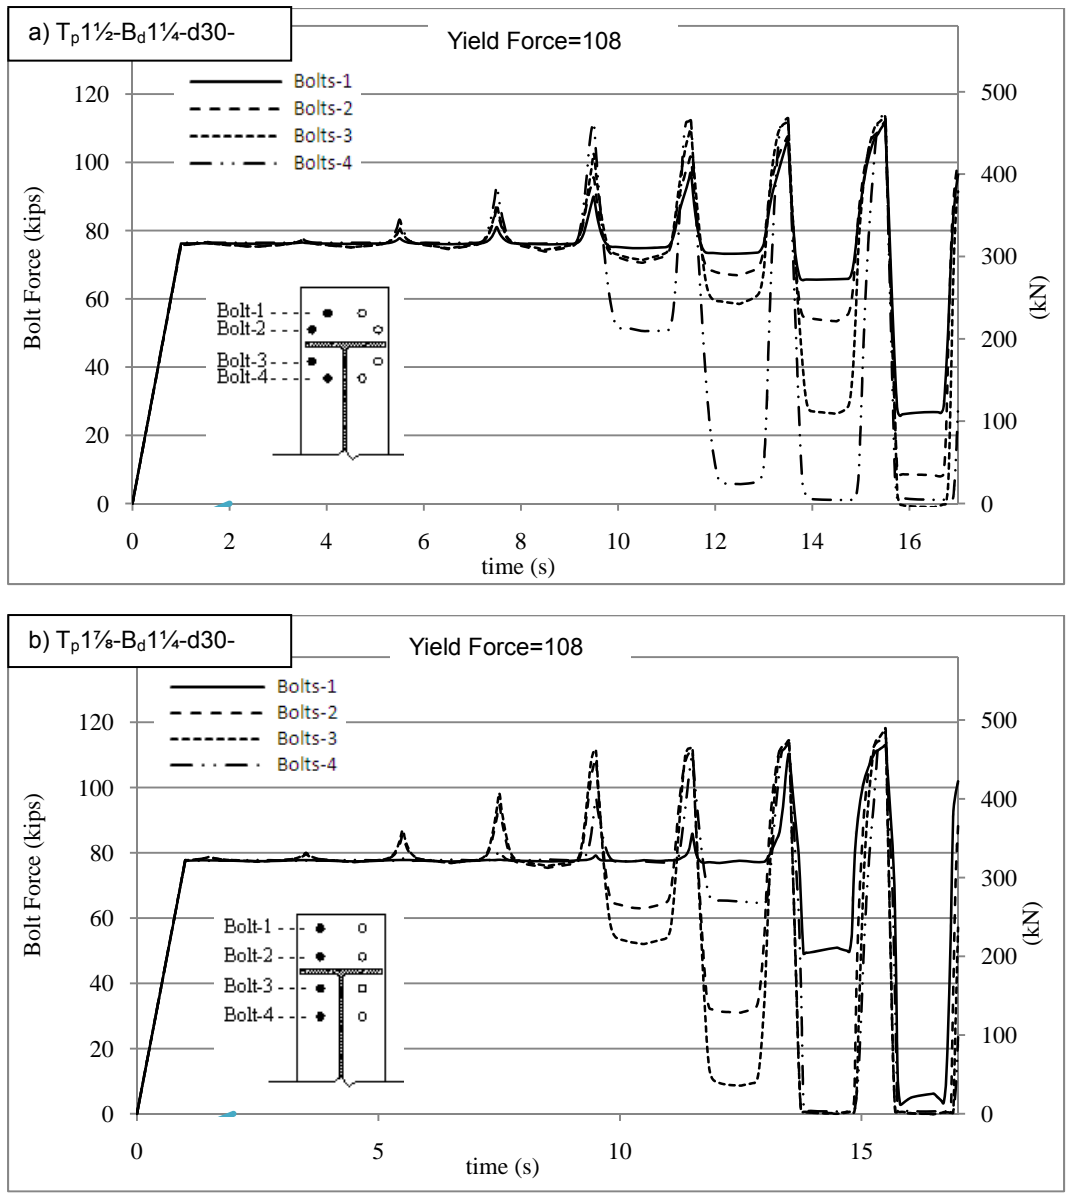 a) Tp1½-Bd1¼-d30-
Yield Force=108
Bolts-1
Bolts-2
Bolts-3
Bolts-4
120
100
80
60
40
20
0
Bolt Force (kips)
500
400
300
200
100
0
(kN)
Bolt-1
Bolt-2
Bolt-3
Bolt-4
0 2 4 6 8 10 12 14 16
time (s)
b) Tp1⅞-Bd1¼-d30-
Yield Force=108
Bolts-1
Bolts-2
Bolts-3
Bolts-4
120
100
80
60
40
20
0
Bolt Force (kips)
500
400
300
200
100
0
(kN)
Bolt-1
Bolt-2
Bolt-3
Bolt-4
0 5 10 15
time (s)